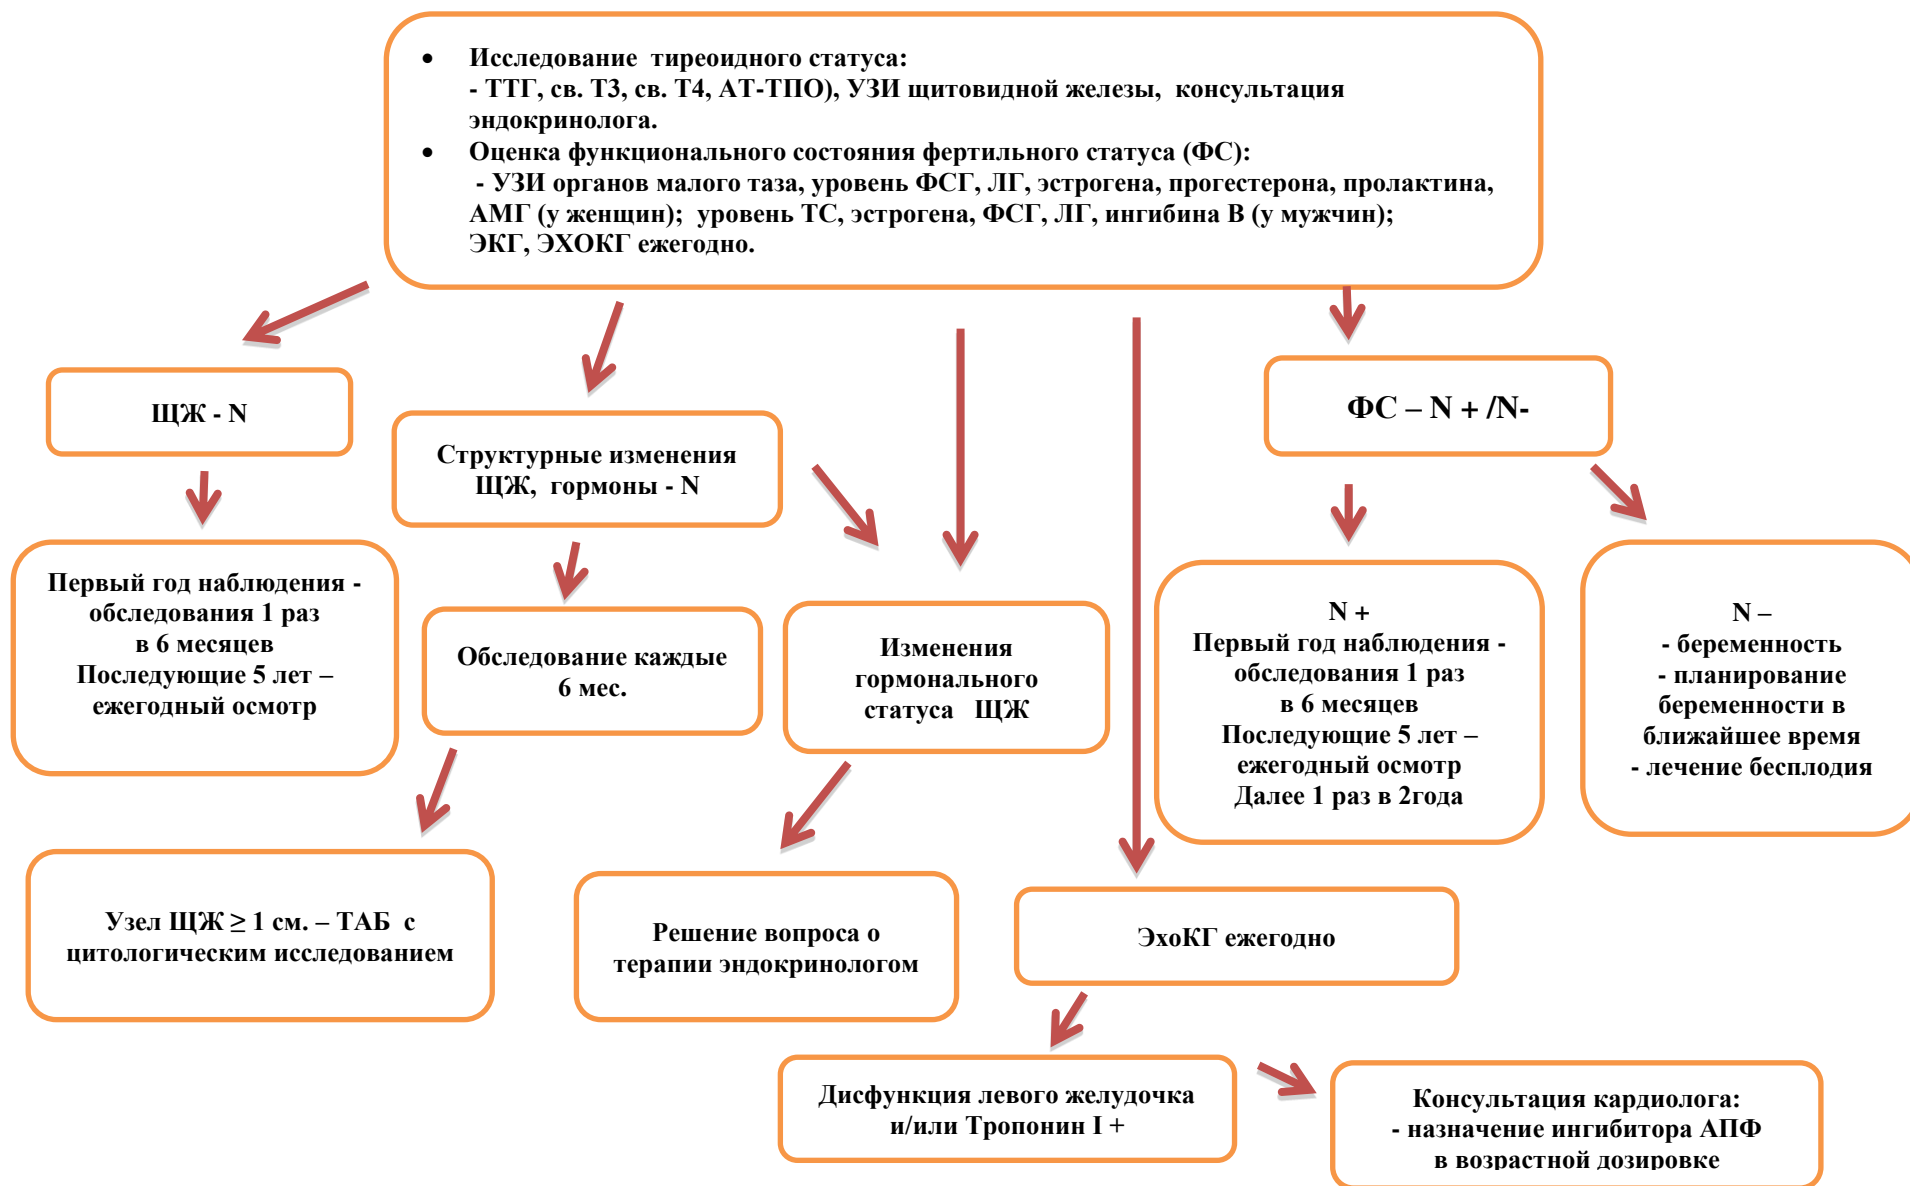 • Исследование тиреоидного статуса:
- ТТГ, св. Т3, св. Т4, АТ-ТПО), УЗИ щитовидной железы, консультация
эндокринолога.
• Оценка функционального состояния фертильного статуса (ФС):
- УЗИ органов малого таза, уровень ФСГ, ЛГ, эстрогена, прогестерона, пролактина,
АМГ (у женщин); уровень ТС, эстрогена, ФСГ, ЛГ, ингибина В (у мужчин);
ЭКГ, ЭХОКГ ежегодно.
ЩЖ - N
Структурные изменения
ЩЖ, гормоны - N
ФС – N + /N-
Первый год наблюдения -
обследования 1 раз
в 6 месяцев
Последующие 5 лет –
ежегодный осмотр
Обследование каждые
6 мес.
Изменения
гормонального
статуса ЩЖ
N +
Первый год наблюдения -
обследования 1 раз
в 6 месяцев
Последующие 5 лет –
ежегодный осмотр
Далее 1 раз в 2года
N –
- беременность
- планирование
беременности в
ближайшее время
- лечение бесплодия
Узел ЩЖ ≥ 1 см. – ТАБ с
цитологическим исследованием
Решение вопроса о
терапии эндокринологом
ЭхоКГ ежегодно
Дисфункция левого желудочка
и/или Тропонин I +
Консультация кардиолога:
- назначение ингибитора АПФ
в возрастной дозировке